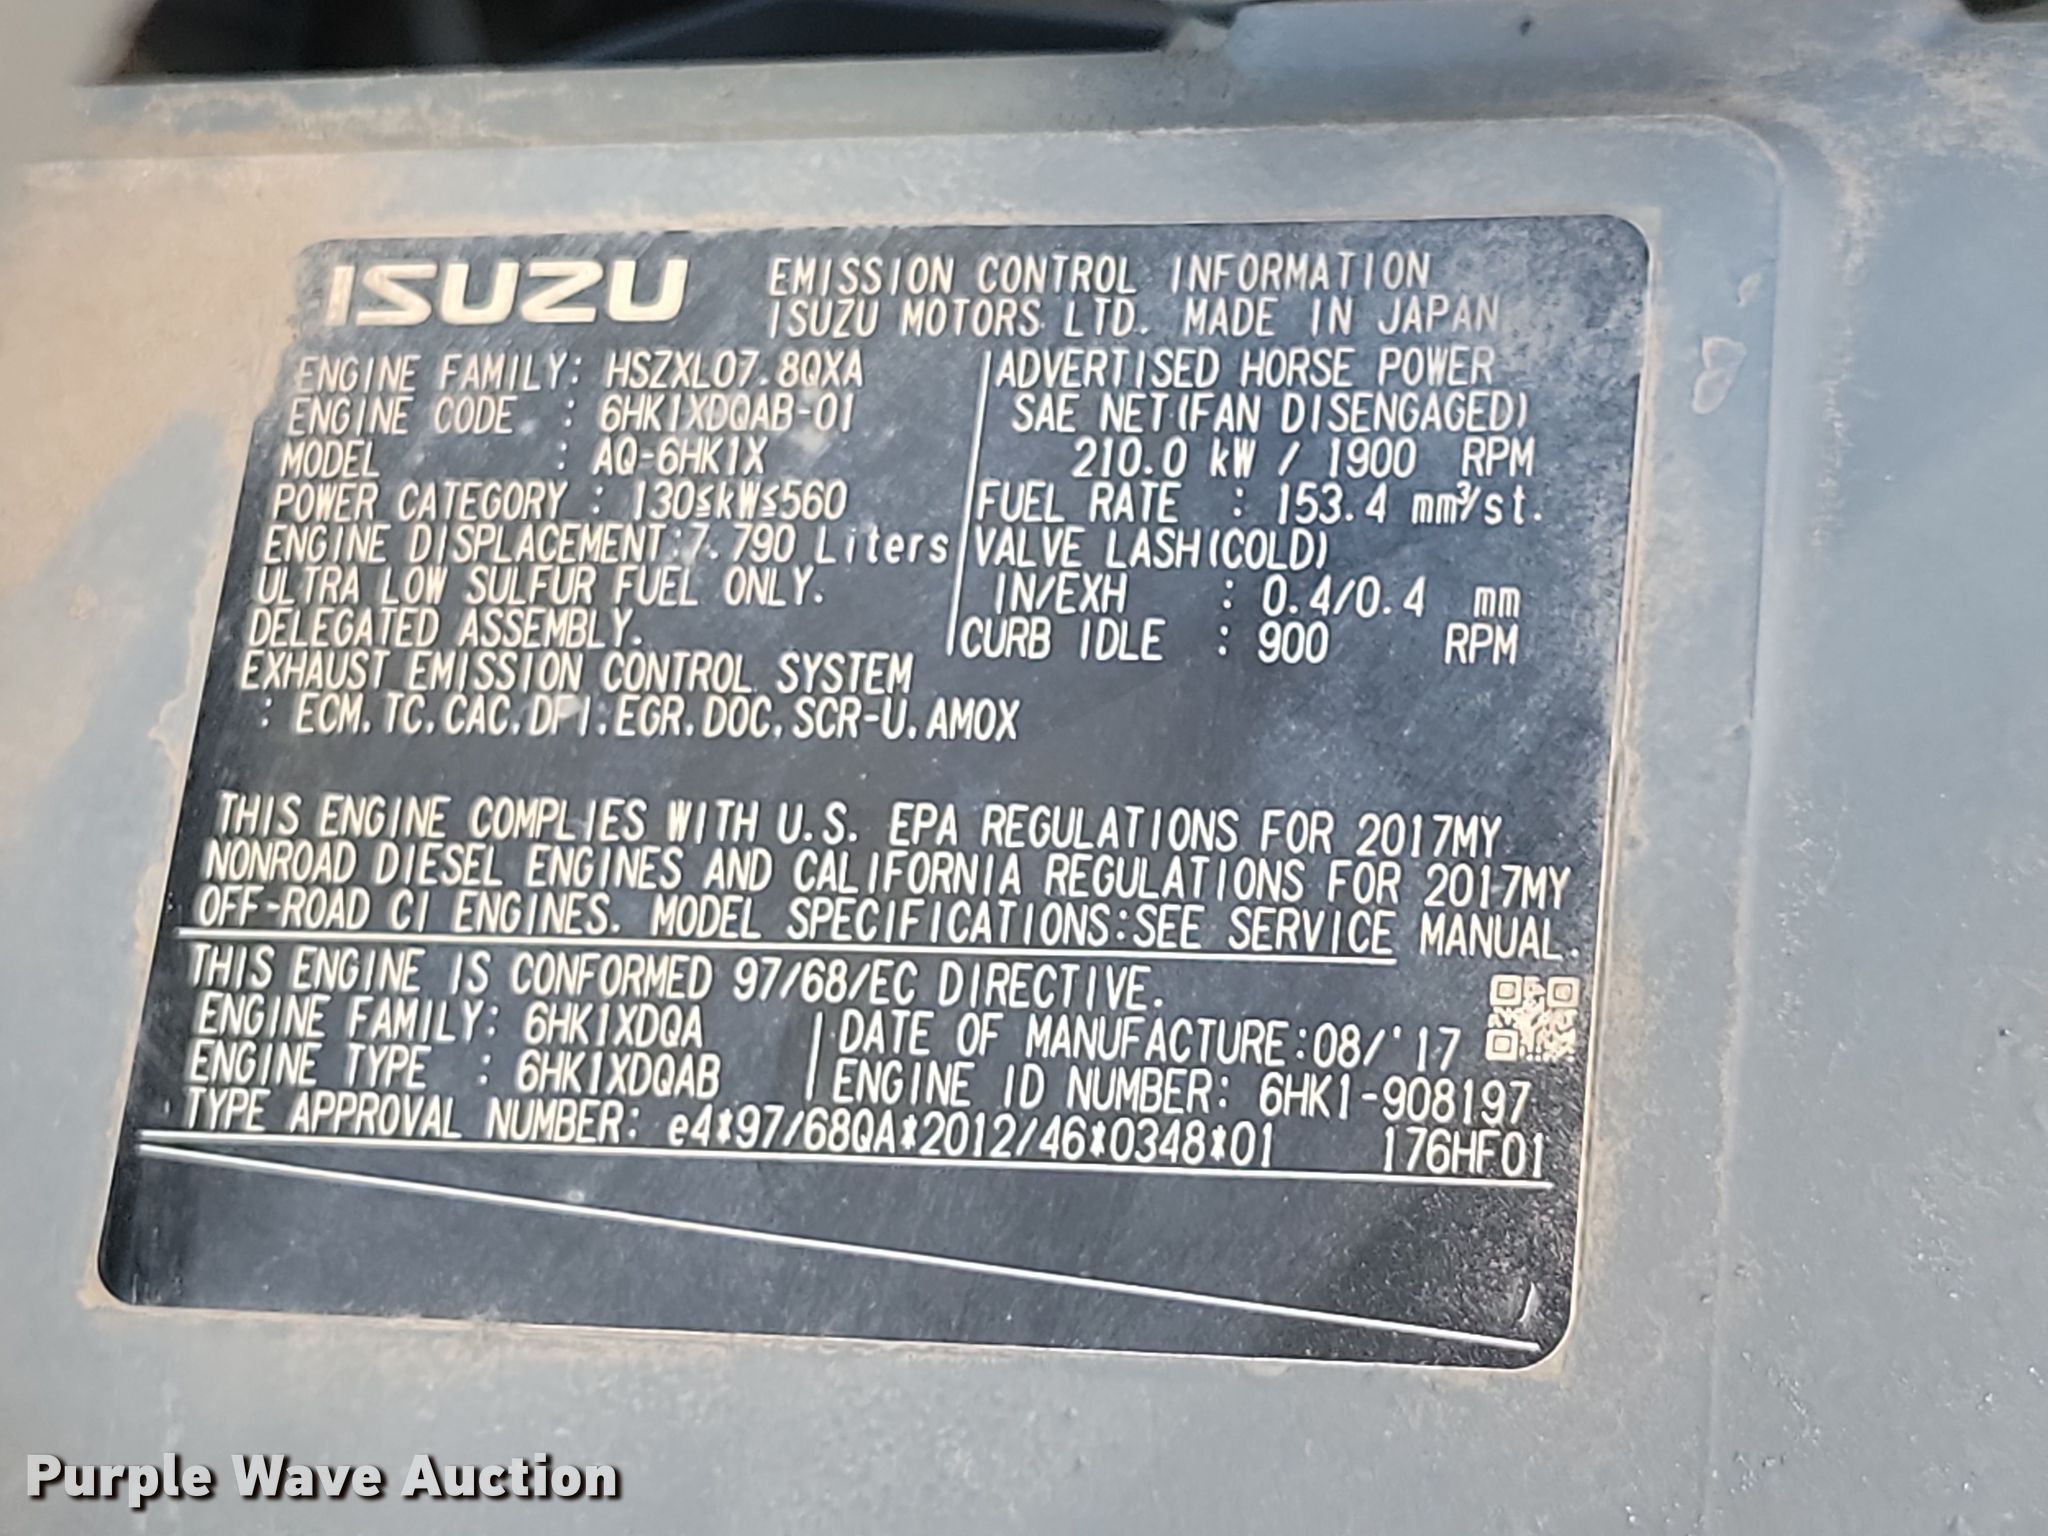 ISUZU EMISSION CONTROL INFORMATION
ISUZU MOTORS LTD. MADE IN JAPAN
ENGINE FAMILY: HSZXL07.8QXA
ENGINE CODE : 6HK1XDQAB-01
MODEL : AQ-6HK1X
POWER CATEGORY : 130≤kW≤560
ENGINE DISPLACEMENT:7.790 Liters
ULTRA LOW SULFUR FUEL ONLY.
DELEGATED ASSEMBLY.
EXHAUST EMISSION CONTROL SYSTEM
: ECM, TC, CAC, DFI, EGR, DOC, SCR-U, AMOX
ADVERTISED HORSE POWER
SAE NET(FAN DISENGAGED)
210.0 kW / 1900 RPM
FUEL RATE : 153.4 mm³/st.
VALVE LASH(COLD)
IN/EXH : 0.4/0.4 mm
CURB IDLE : 900 RPM
THIS ENGINE COMPLIES WITH U.S. EPA REGULATIONS FOR 2017MY
NONROAD DIESEL ENGINES AND CALIFORNIA REGULATIONS FOR 2017MY
OFF-ROAD CI ENGINES. MODEL SPECIFICATIONS:SEE SERVICE MANUAL.
THIS ENGINE IS CONFORMED 97/68/EC DIRECTIVE.
ENGINE FAMILY: 6HK1XDQA
ENGINE TYPE : 6HK1XDQAB
DATE OF MANUFACTURE:08/'17
ENGINE ID NUMBER: 6HK1-908197
TYPE APPROVAL NUMBER: e4*97/68QA*2012/46*0348*01 176HF01
Purple Wave Auction